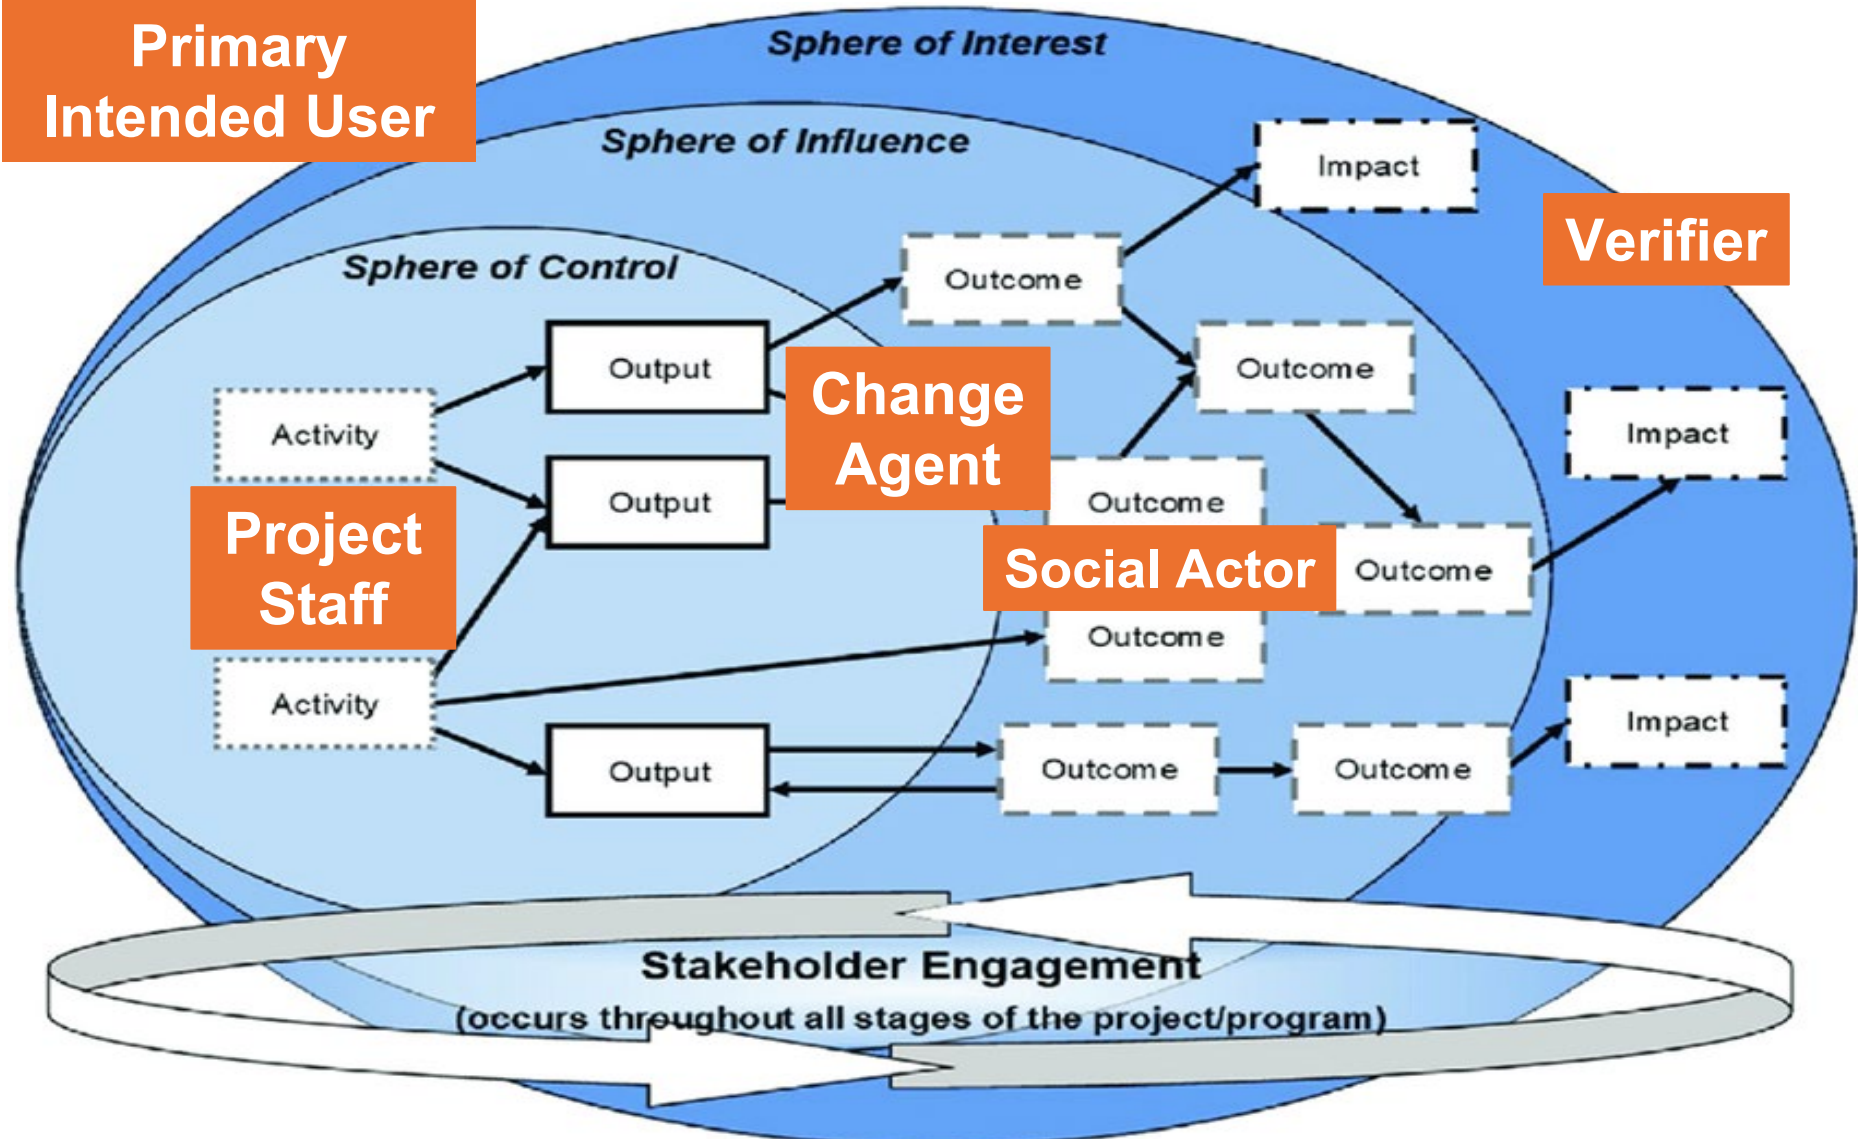 Primary
Intended User
Sphere of Interest
Sphere of Influence
Impact
Verifier
Sphere of Control
Outcome
Output
Outcome
Change
Agent
Activity
Impact
Output
Outcome
Project
Staff
Social Actor
Outcome
Outcome
Activity
Impact
Output
Outcome
Outcome
Stakeholder Engagement
(occurs throughout all stages of the project/program)